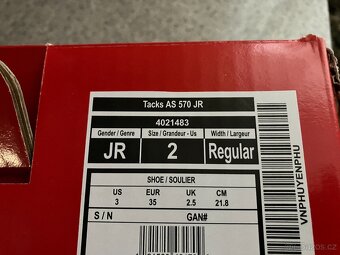 Tacks AS 570 JR
4021483
Gender / Genre Size / Grandeur - Us Width / Largeur
JR 2 Regular
SHOE / SOULIER
US EUR UK CM
3 35 2.5 21.8
S / N GAN#
VNPHUYENPHU